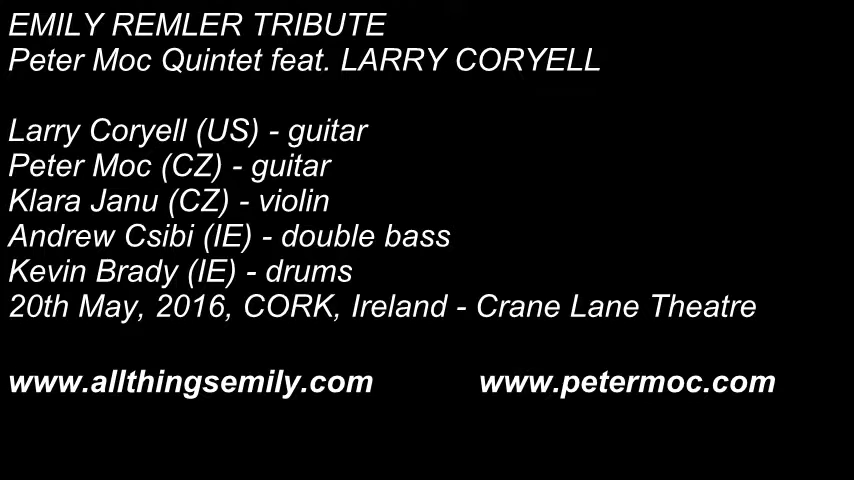 EMILY REMLER TRIBUTE
Peter Moc Quintet feat. LARRY CORYELL
Larry Coryell (US) - guitar
Peter Moc (CZ) - guitar
Klara Janu (CZ) - violin
Andrew Csibi (IE) - double bass
Kevin Brady (IE) - drums
20th May, 2016, CORK, Ireland - Crane Lane Theatre
www.allthingsemily.com www.petermoc.com